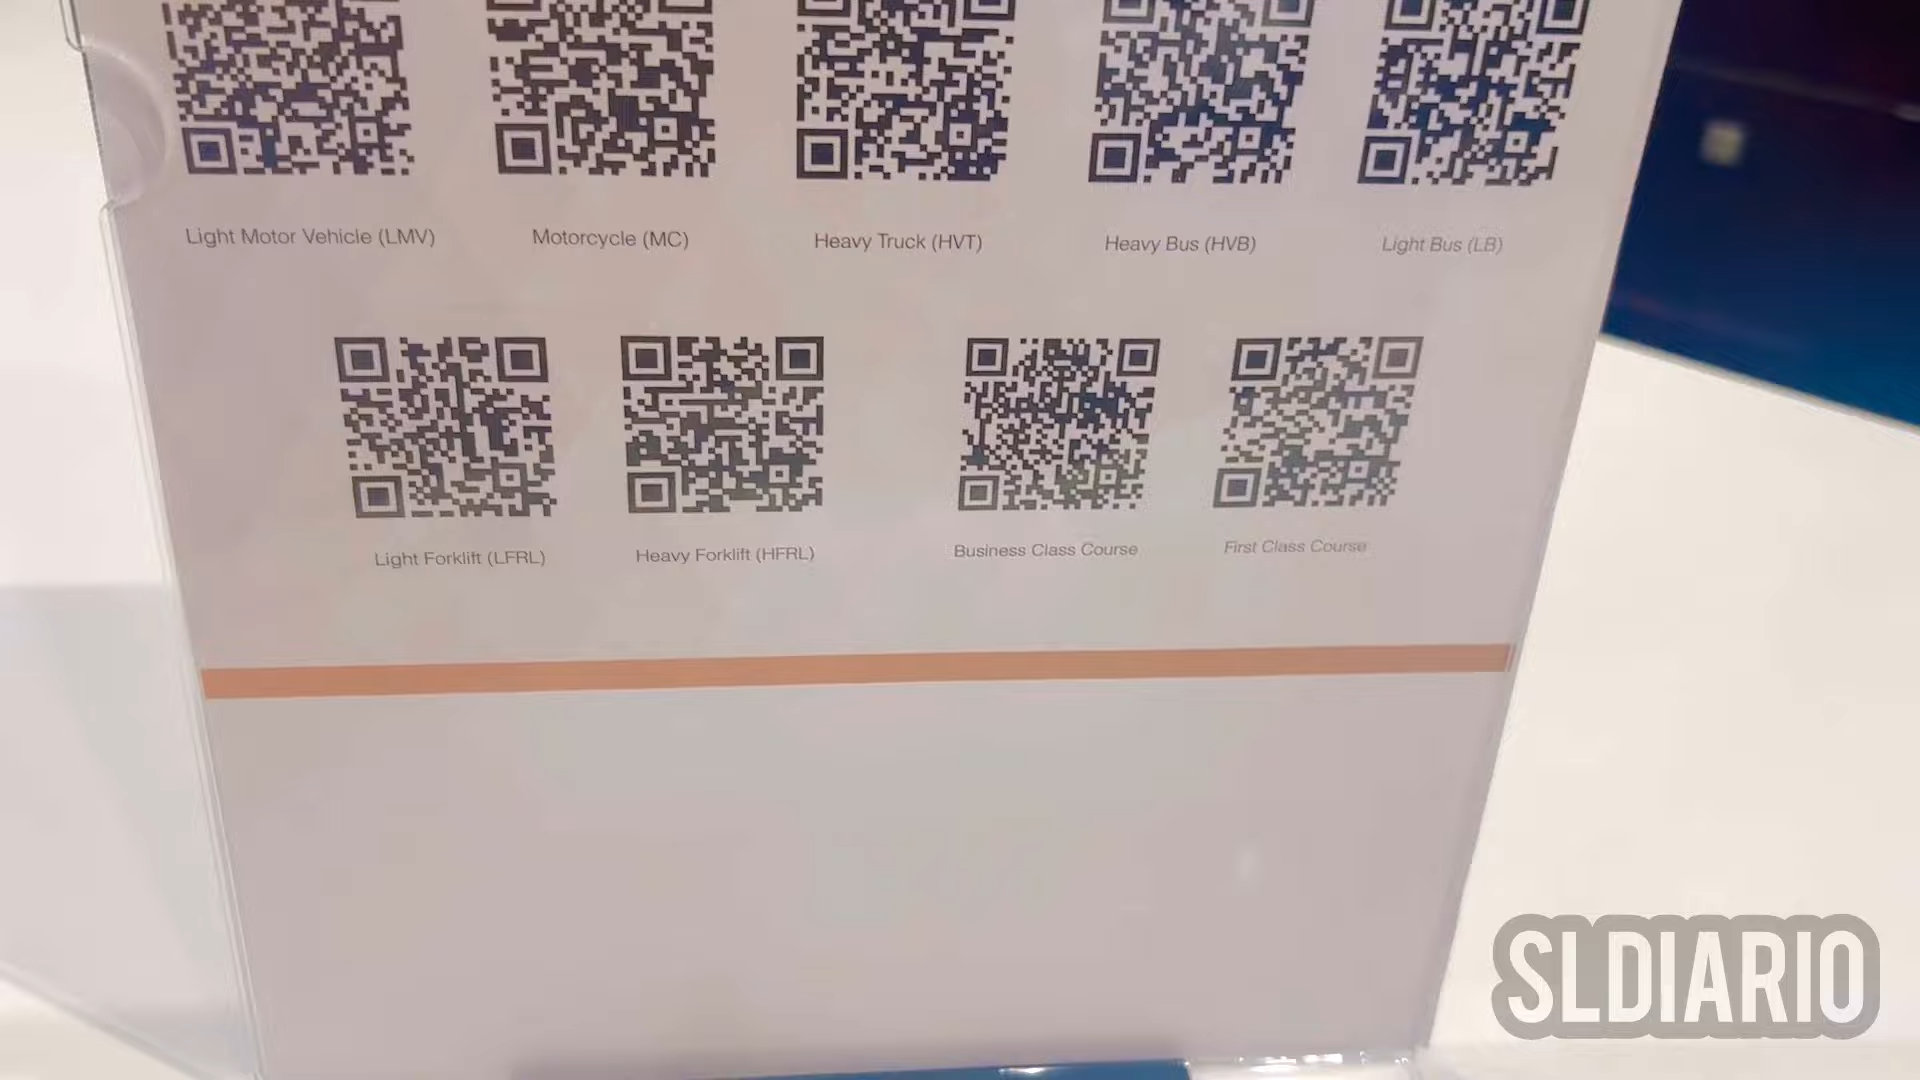 Light Motor Vehicle (LMV)
Motorcycle (MC)
Heavy Truck (HVT)
Heavy Bus (HVB)
Light Bus (LB)
Light Forklift (LFRL)
Heavy Forklift (HFRL)
Business Class Course
First Class Course
SLDIARIO